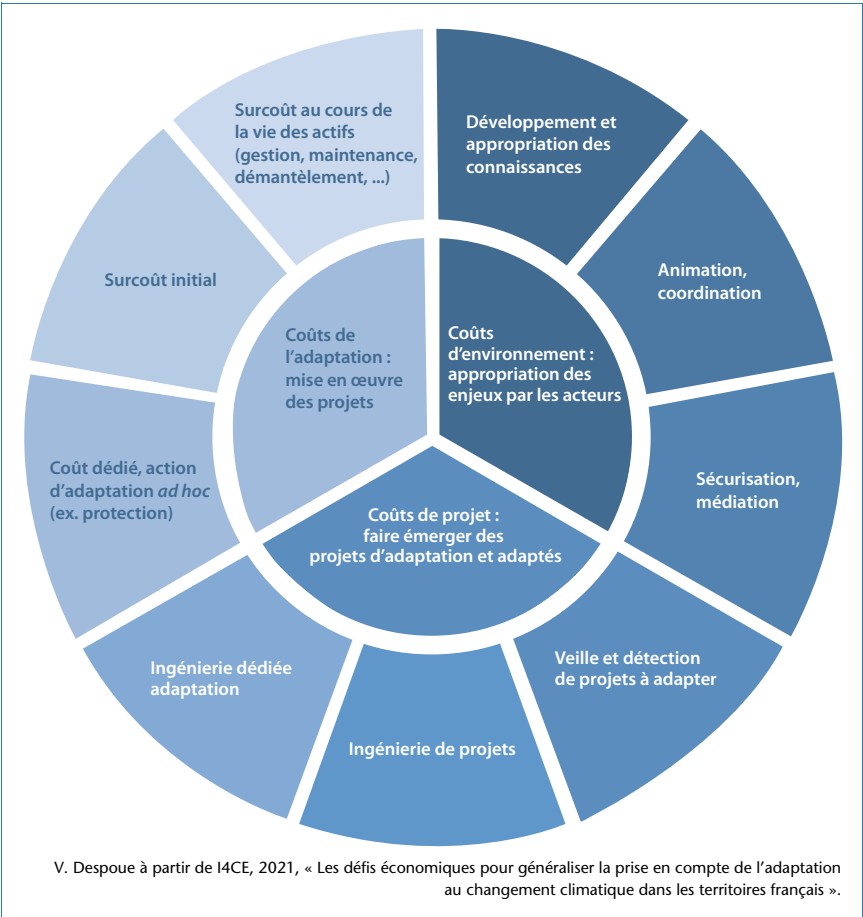 Surcoût au cours de
la vie des actifs
(gestion, maintenance,
démantèlement, ...)
Développement et
appropriation des
connaissances
Surcoût initial
Animation,
coordination
Coûts de
l’adaptation :
mise en œuvre
des projets
Coûts
d’environnement :
appropriation des
enjeux par les acteurs
Coût dédié, action
d’adaptation ad hoc
(ex. protection)
Sécurisation,
médiation
Coûts de projet :
faire émerger des
projets d’adaptation et adaptés
Ingénierie dédiée
adaptation
Veille et détection
de projets à adapter
Ingénierie de projets
V. Despoue à partir de I4CE, 2021, « Les défis économiques pour généraliser la prise en compte de l’adaptation
au changement climatique dans les territoires français ».